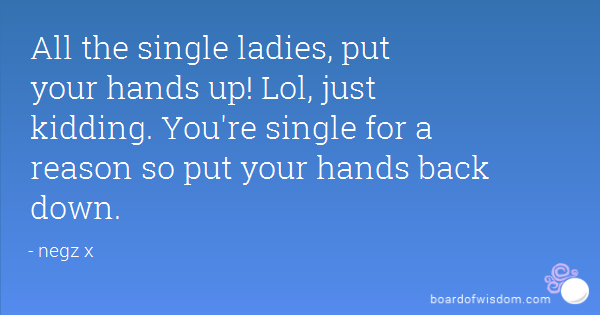 All the single ladies, put
your hands up! Lol, just
kidding. You're single for a
reason so put your hands back
down.
- negz x
boardofwisdom.com